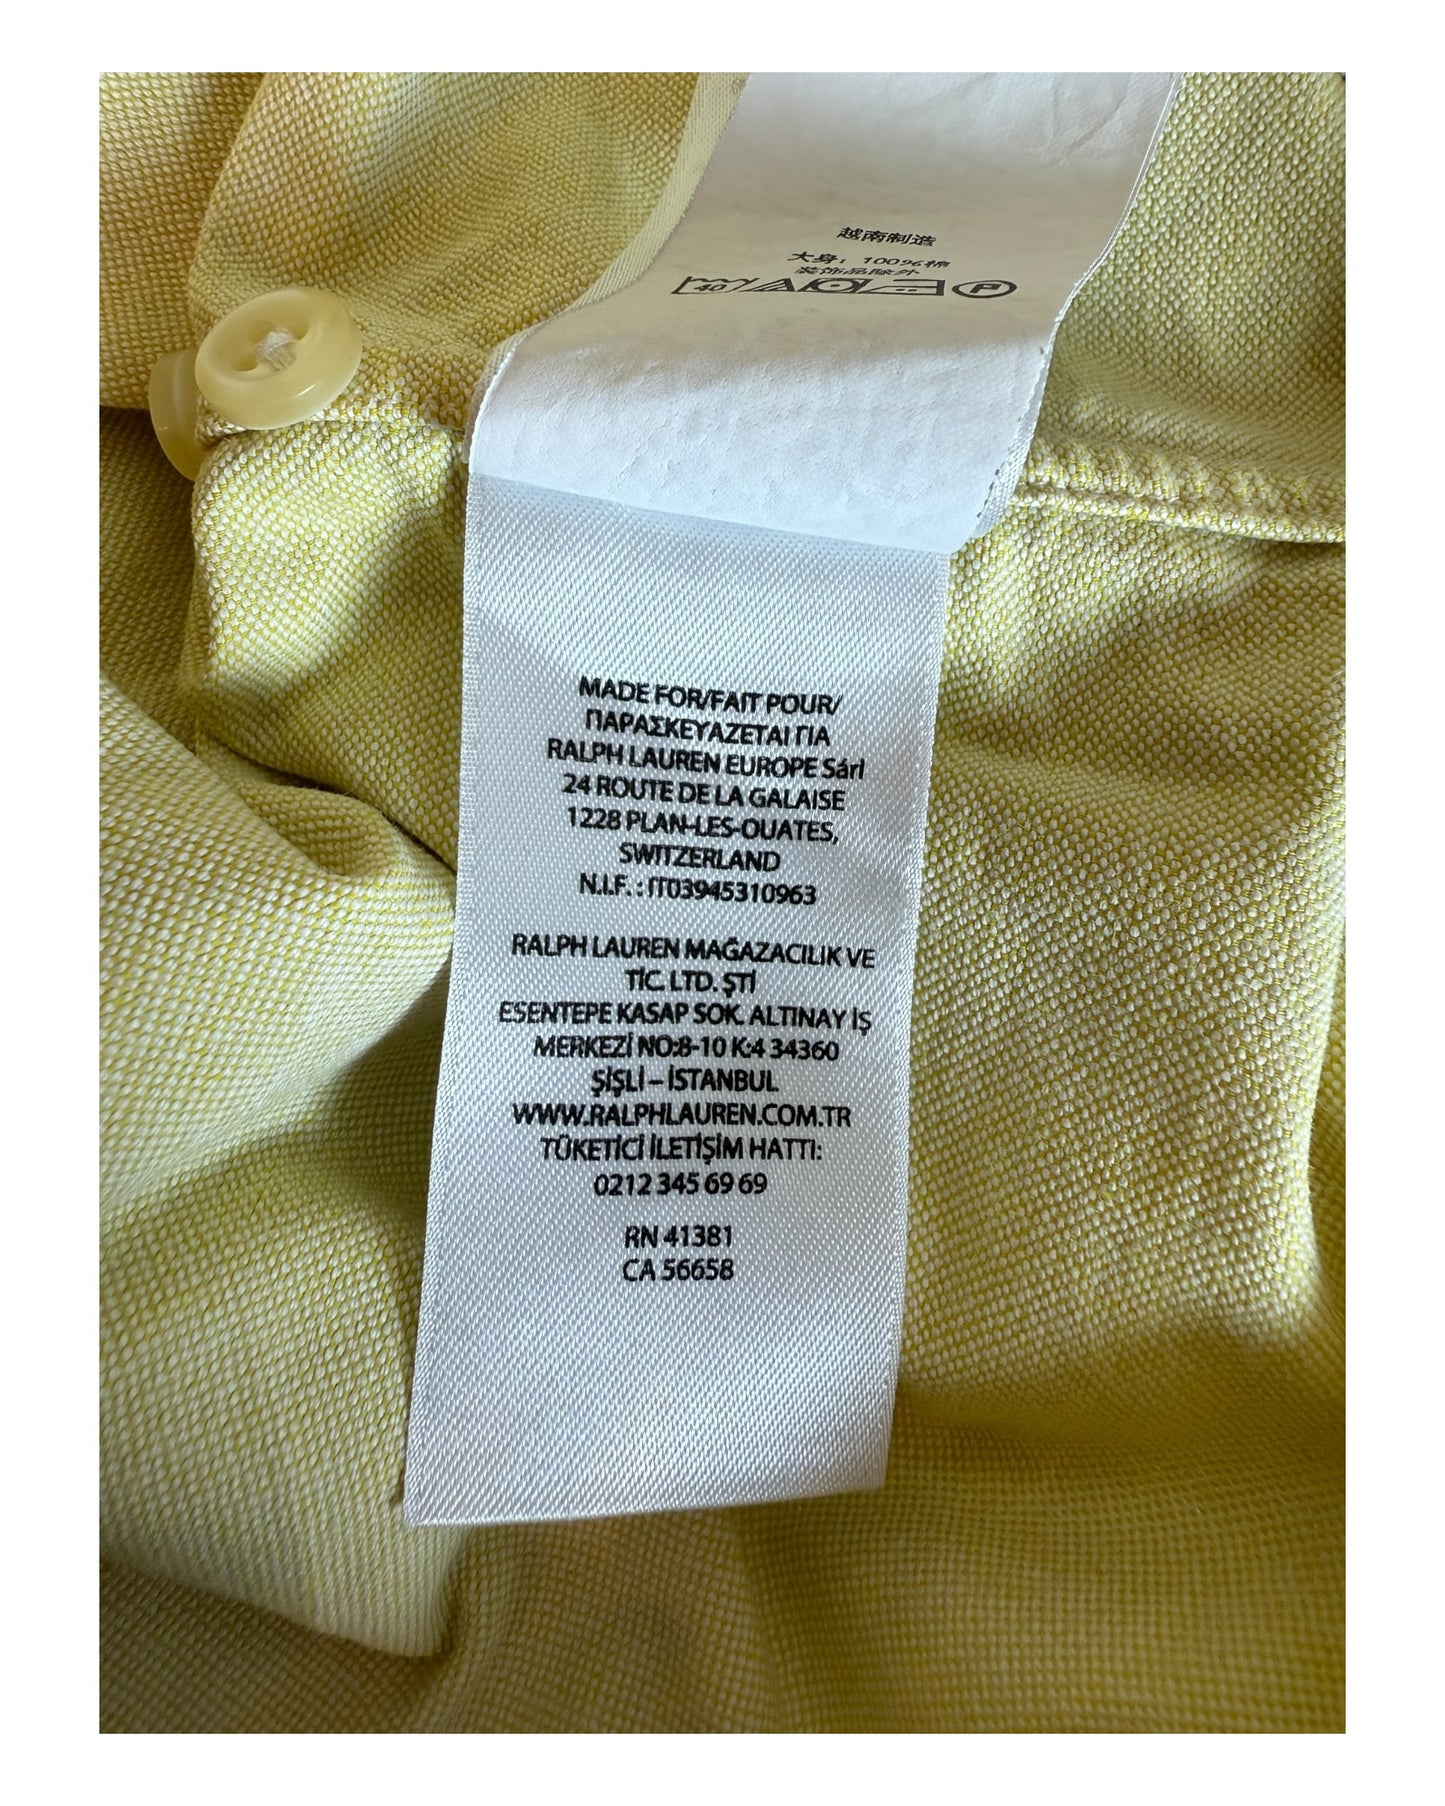 越南制造
大身：100%棉
装饰品除外
40
P
MADE FOR/FAIT POUR/
ΠΑΡΑΣΚΕΥΑΖΕΤΑΙ ΓΙΑ
RALPH LAUREN EUROPE Sárl
24 ROUTE DE LA GALAISE
1228 PLAN-LES-OUATES,
SWITZERLAND
N.I.F. : IT03945310963
RALPH LAUREN MAĞAZACILIK VE
TİC. LTD. ŞTİ
ESENTEPE KASAP SOK. ALTINAY İŞ
MERKEZİ NO:8-10 K:4 34360
ŞİŞLİ – İSTANBUL
WWW.RALPHLAUREN.COM.TR
TÜKETİCİ İLETİŞİM HATTI:
0212 345 69 69
RN 41381
CA 56658